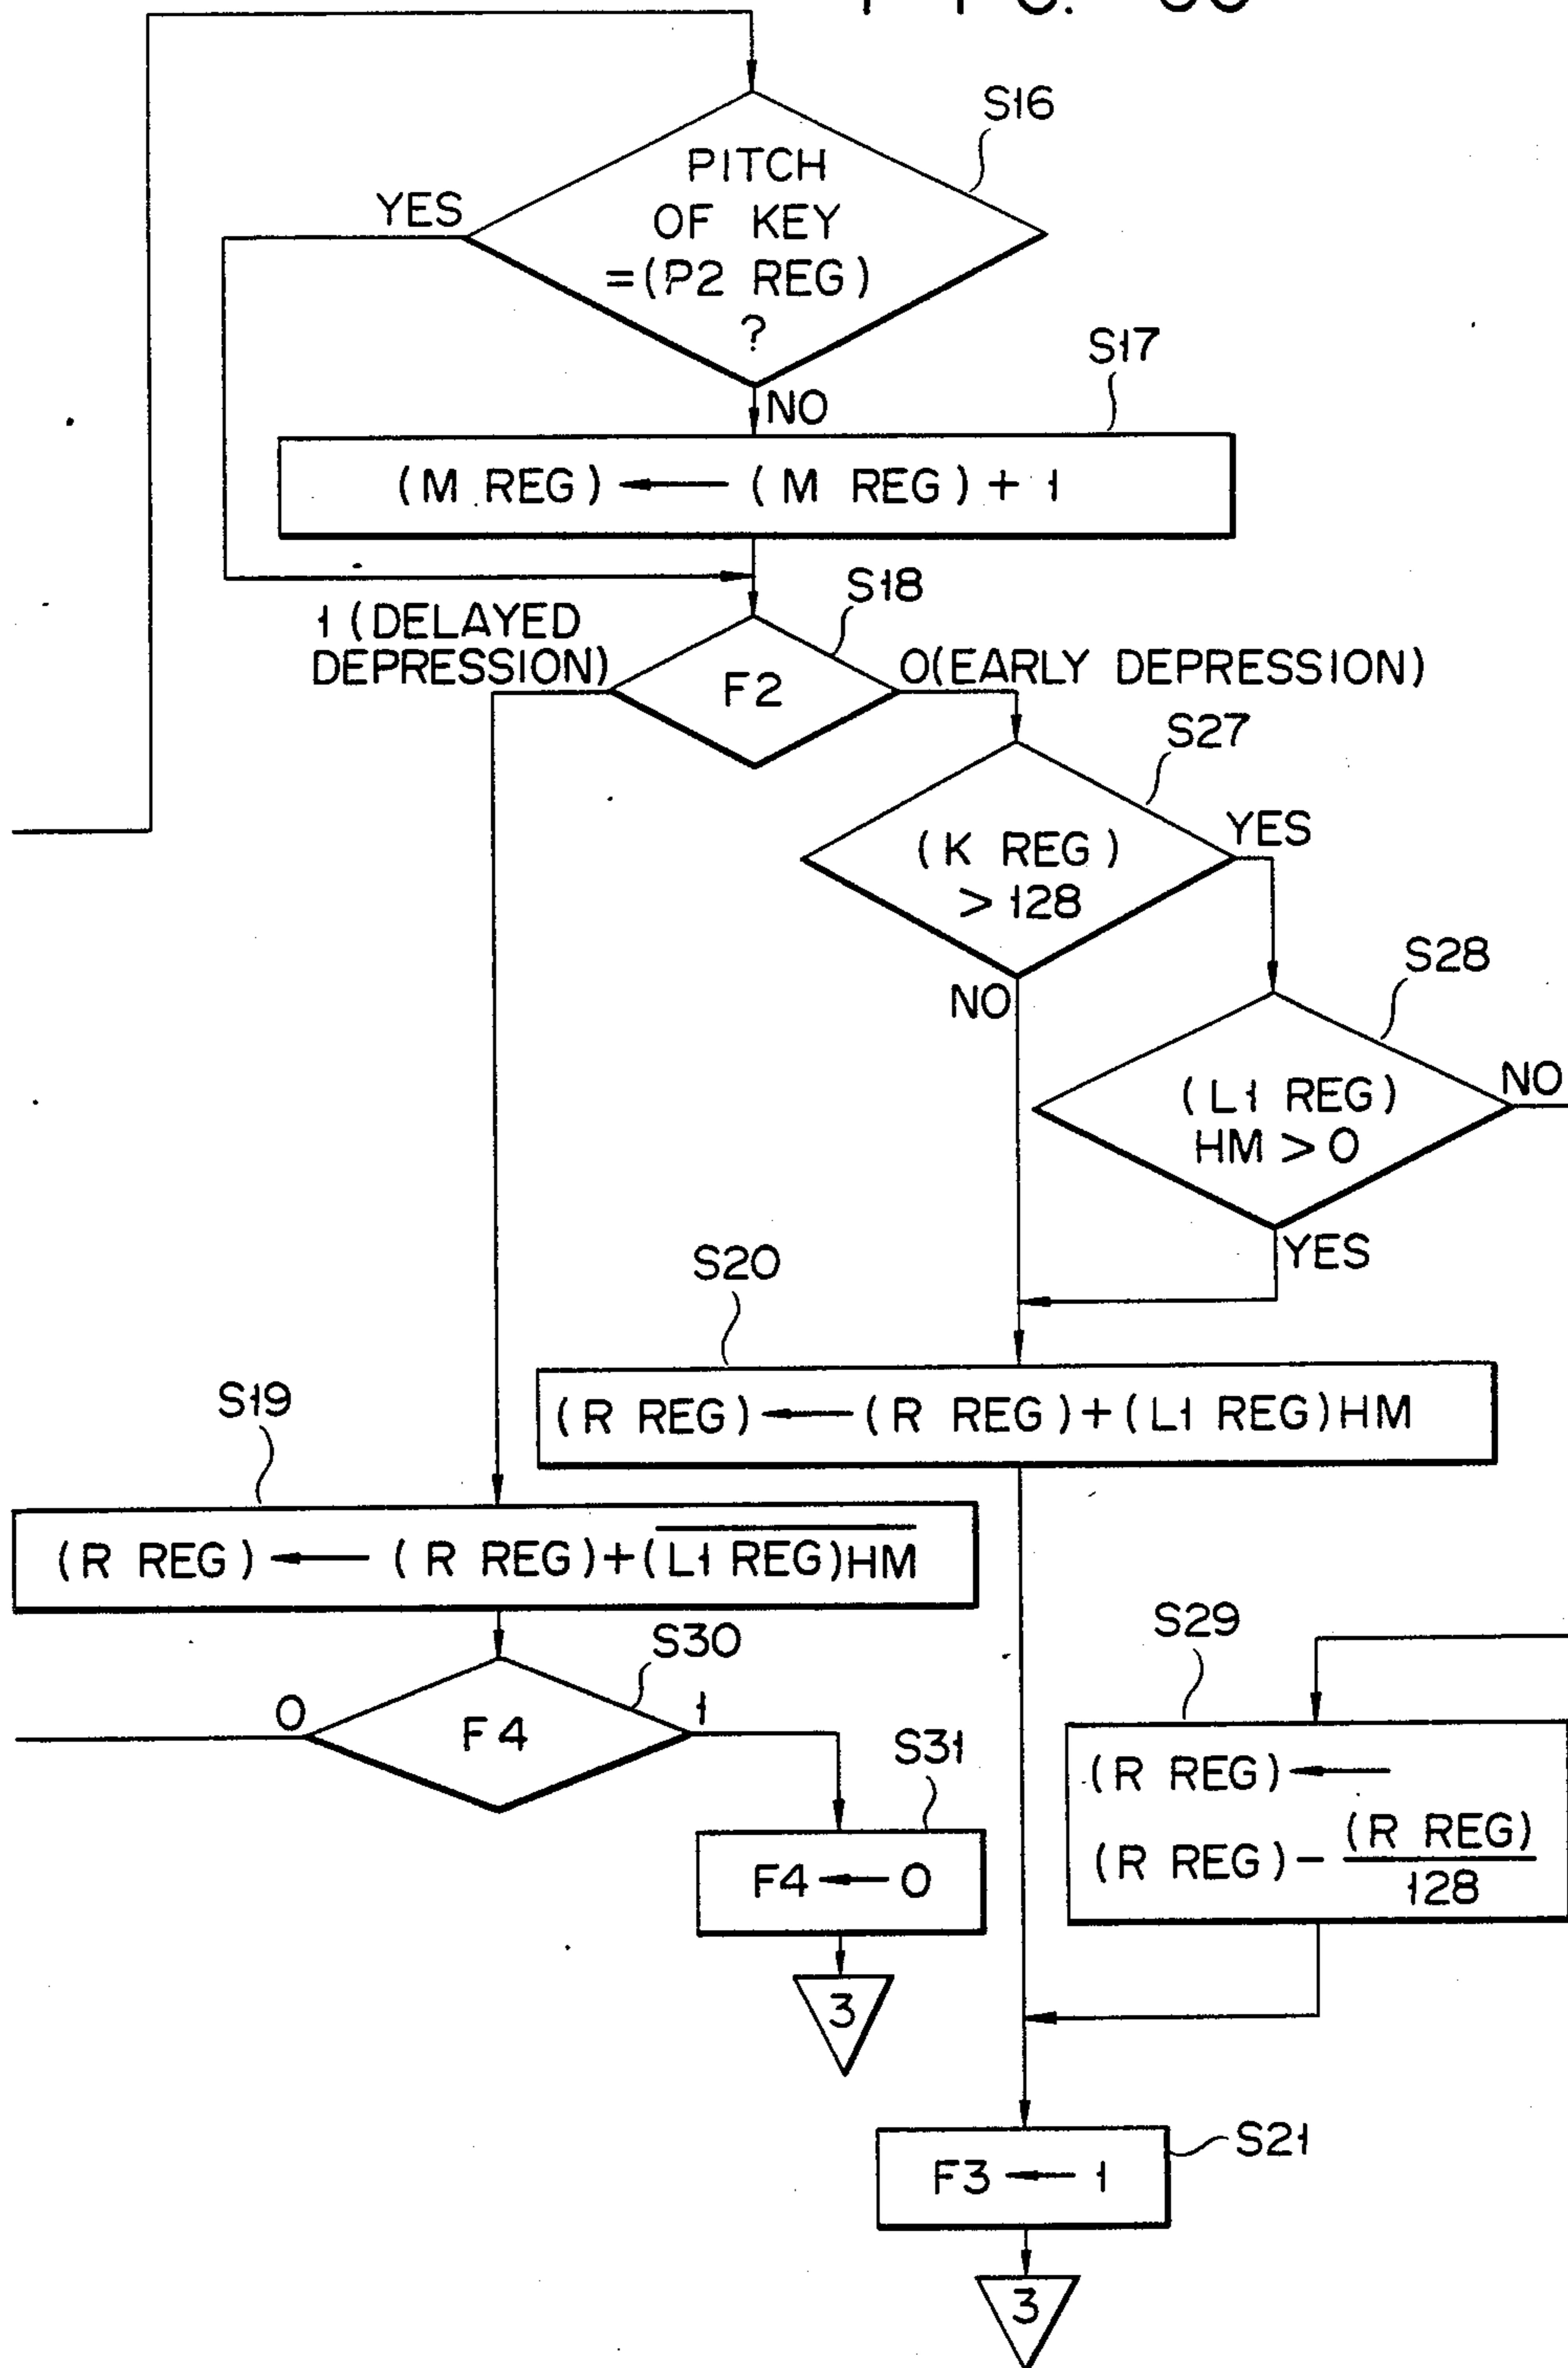 S16
PITCH
OF KEY
=(P2 REG)
?
YES
S17
NO
(M REG) ← (M REG) + 1
S18
1 (DELAYED
DEPRESSION)
F2
0(EARLY DEPRESSION)
S27
(K REG)
> 128
YES
NO
S28
(L1 REG)
HM > 0
NO
YES
S20
(R REG) ← (R REG)+(L1 REG)HM
S19
(R REG) ← (R REG)+(L1 REG)HM
S30
0
F4
1
S31
F4 ← 0
3
S29
(R REG) ←
(R REG) - (R REG)
128
S21
F3 ← 1
3